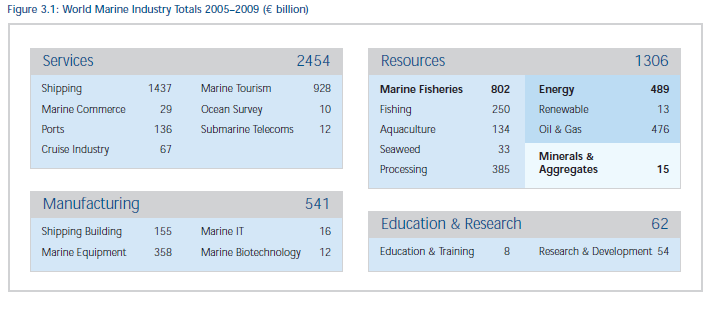 Figure 3.1: World Marine Industry Totals 2005–2009 (€ billion)
Services 2454
Shipping 1437 Marine Tourism 928
Marine Commerce 29 Ocean Survey 10
Ports 136 Submarine Telecoms 12
Cruise Industry 67
Manufacturing 541
Shipping Building 155 Marine IT 16
Marine Equipment 358 Marine Biotechnology 12
Resources 1306
Marine Fisheries 802 Energy 489
Fishing 250 Renewable 13
Aquaculture 134 Oil & Gas 476
Seaweed 33
Processing 385
Minerals &
Aggregates 15
Education & Research 62
Education & Training 8 Research & Development 54